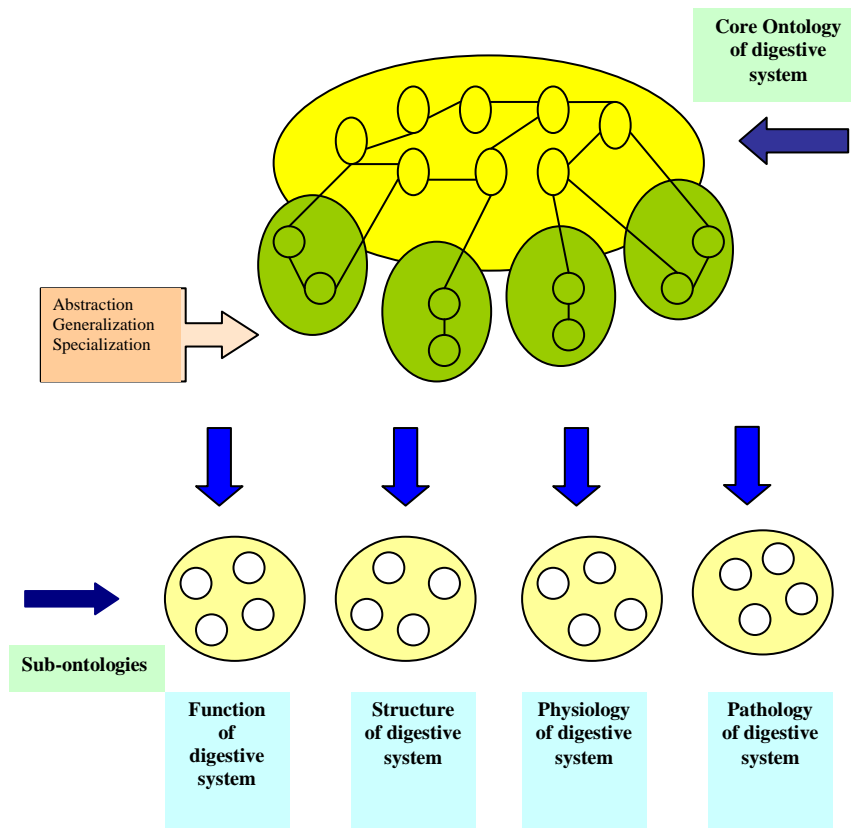 Core Ontology
of digestive
system
Abstraction
Generalization
Specialization
Sub-ontologies
Function
of
digestive
system
Structure
of digestive
system
Physiology
of digestive
system
Pathology
of digestive
system